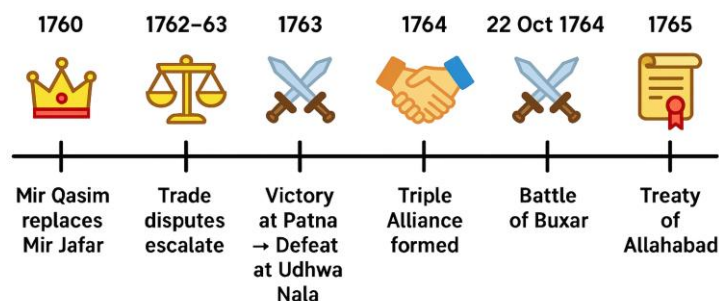 1760
1762–63
1763
1764
22 Oct 1764
1765
Mir Qasim
replaces
Mir Jafar
Trade
disputes
escalate
Victory
at Patna
→ Defeat
at Udhwa
Nala
Triple
Alliance
formed
Battle
of Buxar
Treaty
of
Allahabad